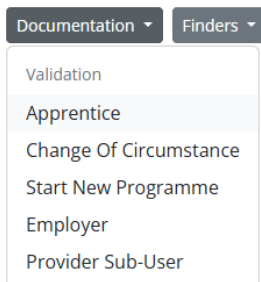 Documentation Finders
Validation
Apprentice
Change Of Circumstance
Start New Programme
Employer
Provider Sub-User